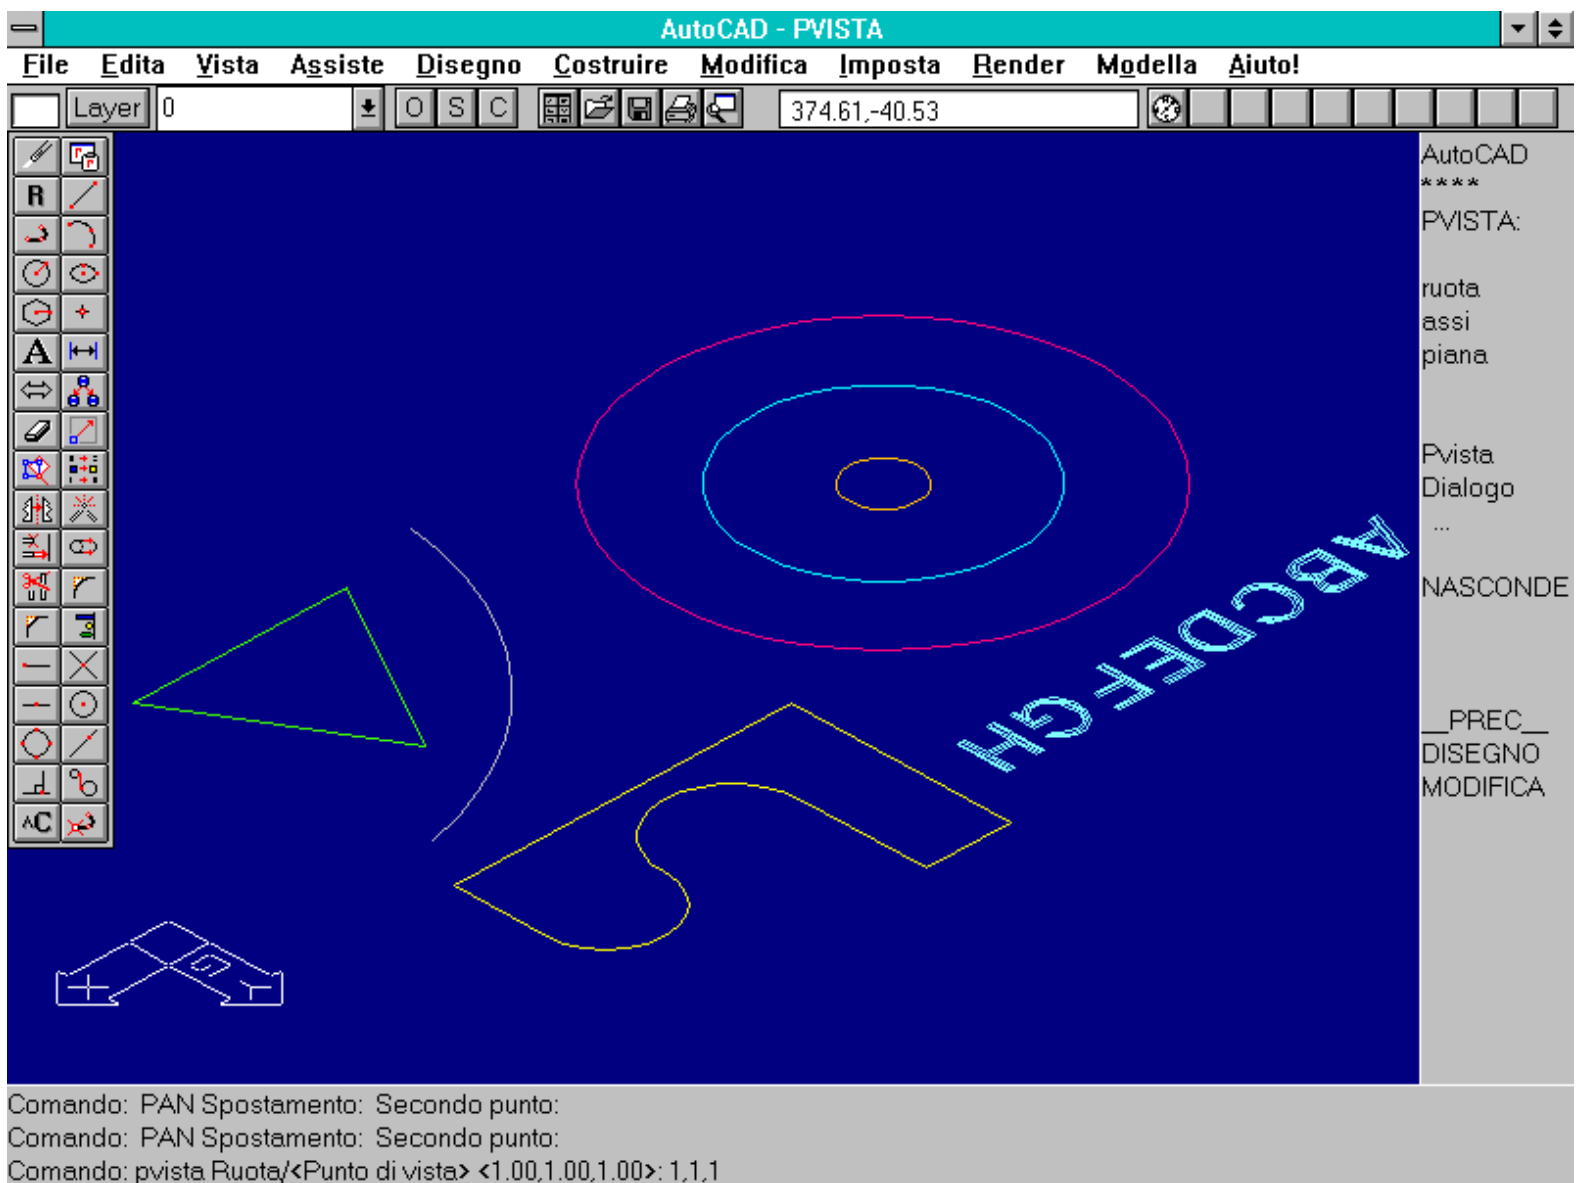 AutoCAD - PVISTA
File Edita Vista Assiste Disegno Costruire Modifica Imposta Render Modella Aiuto!
Layer 0 O S C 374.61,-40.53
R
A
^C
AutoCAD
****
PVISTA:
ruota
assi
piana
Pvista
Dialogo
...
NASCONDE
__PREC__
DISEGNO
MODIFICA
ABCDEFGH
G Y
Comando: PAN Spostamento: Secondo punto:
Comando: PAN Spostamento: Secondo punto:
Comando: pvista Ruota/<Punto di vista> <1.00,1.00,1.00>: 1,1,1